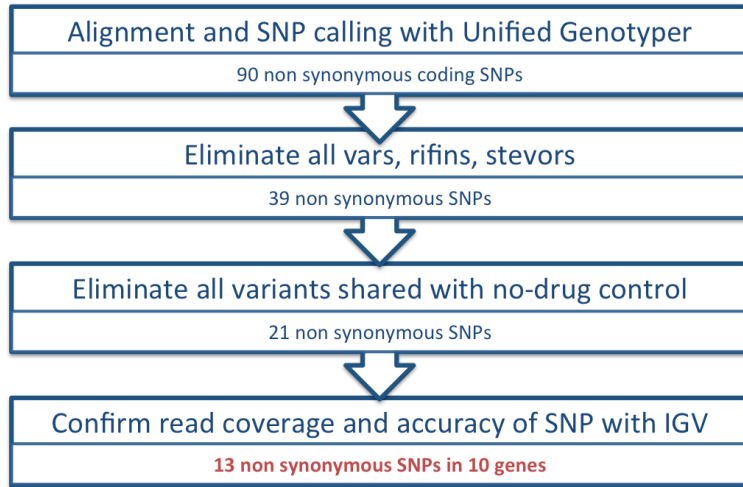 Alignment and SNP calling with Unified Genotyper
90 non synonymous coding SNPs
Eliminate all vars, rifins, stevors
39 non synonymous SNPs
Eliminate all variants shared with no-drug control
21 non synonymous SNPs
Confirm read coverage and accuracy of SNP with IGV
13 non synonymous SNPs in 10 genes